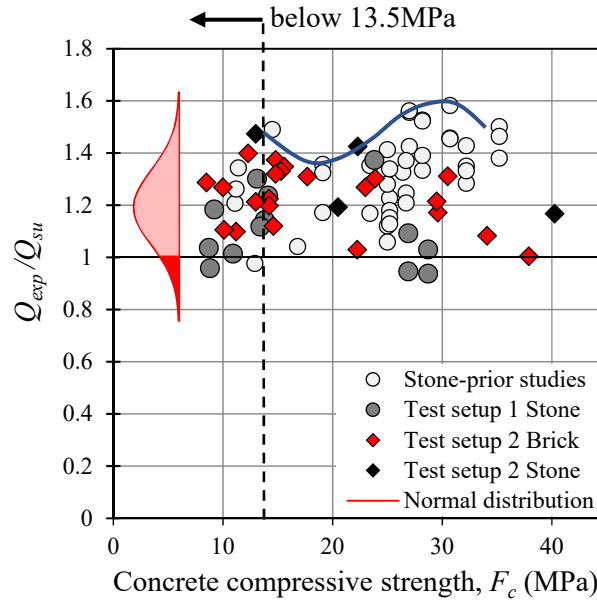 below 13.5MPa
1.8
1.6
1.4
1.2
1
0.8
0.6
0.4
0.2
0
Q_exp/Q_su
Stone-prior studies
Test setup 1 Stone
Test setup 2 Brick
Test setup 2 Stone
Normal distribution
0 10 20 30 40
Concrete compressive strength, F_c (MPa)